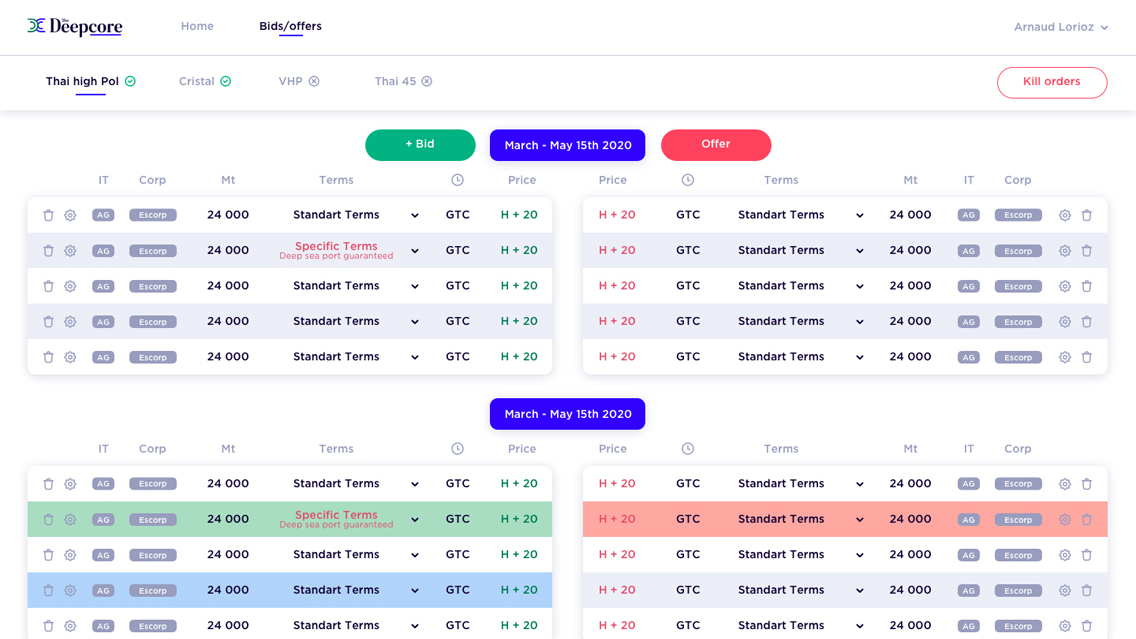 The Deepcore Home Bids/offers Arnaud Lorioz
Thai high Pol Cristal VHP Thai 45 Kill orders
+ Bid March - May 15th 2020 Offer
IT Corp Mt Terms Price Price Terms Mt IT Corp
AG Escorp 24 000 Standart Terms GTC H + 20 H + 20 GTC Standart Terms 24 000 AG Escorp
AG Escorp 24 000 Specific Terms GTC H + 20 H + 20 GTC Standart Terms 24 000 AG Escorp
Deep sea port guaranteed
AG Escorp 24 000 Standart Terms GTC H + 20 H + 20 GTC Standart Terms 24 000 AG Escorp
AG Escorp 24 000 Standart Terms GTC H + 20 H + 20 GTC Standart Terms 24 000 AG Escorp
AG Escorp 24 000 Standart Terms GTC H + 20 H + 20 GTC Standart Terms 24 000 AG Escorp
March - May 15th 2020
IT Corp Mt Terms Price Price Terms Mt IT Corp
AG Escorp 24 000 Standart Terms GTC H + 20 H + 20 GTC Standart Terms 24 000 AG Escorp
AG Escorp 24 000 Specific Terms GTC H + 20 H + 20 GTC Standart Terms 24 000 AG Escorp
Deep sea port guaranteed
AG Escorp 24 000 Standart Terms GTC H + 20 H + 20 GTC Standart Terms 24 000 AG Escorp
AG Escorp 24 000 Standart Terms GTC H + 20 H + 20 GTC Standart Terms 24 000 AG Escorp
AG Escorp 24 000 Standart Terms GTC H + 20 H + 20 GTC Standart Terms 24 000 AG Escorp